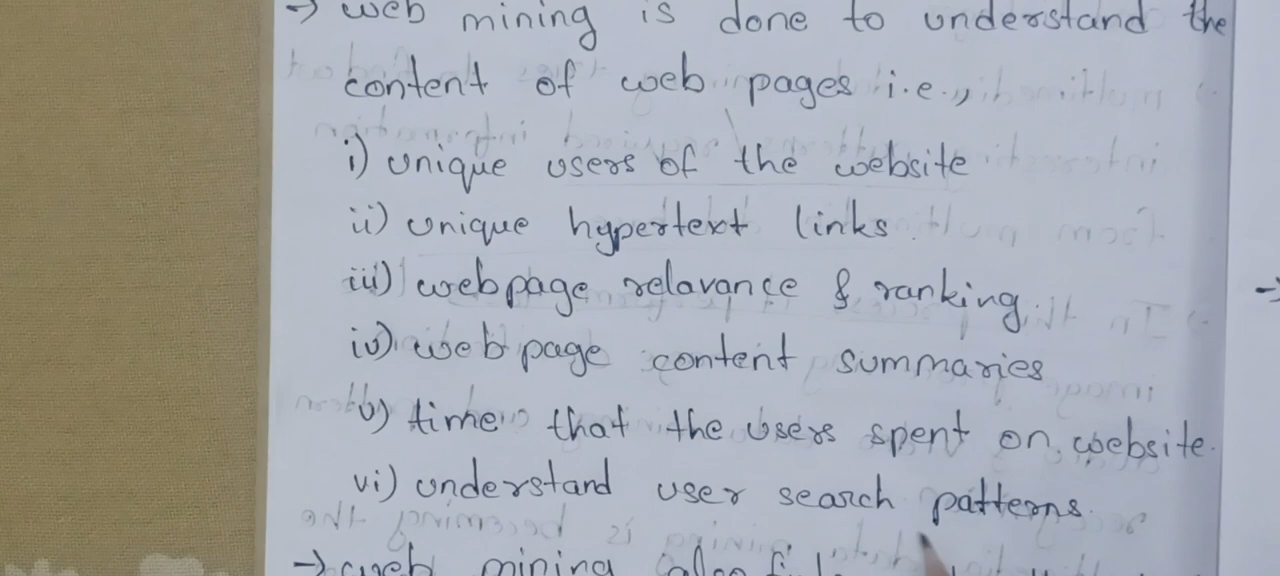 → web mining is done to understand the
content of web pages i.e.,
i) unique users of the website
ii) unique hypertext links.
iii) webpage relavance & ranking.
iv) webpage content summaries
v) time that the users spent on website.
vi) understand user search patterns.
→ web mining also